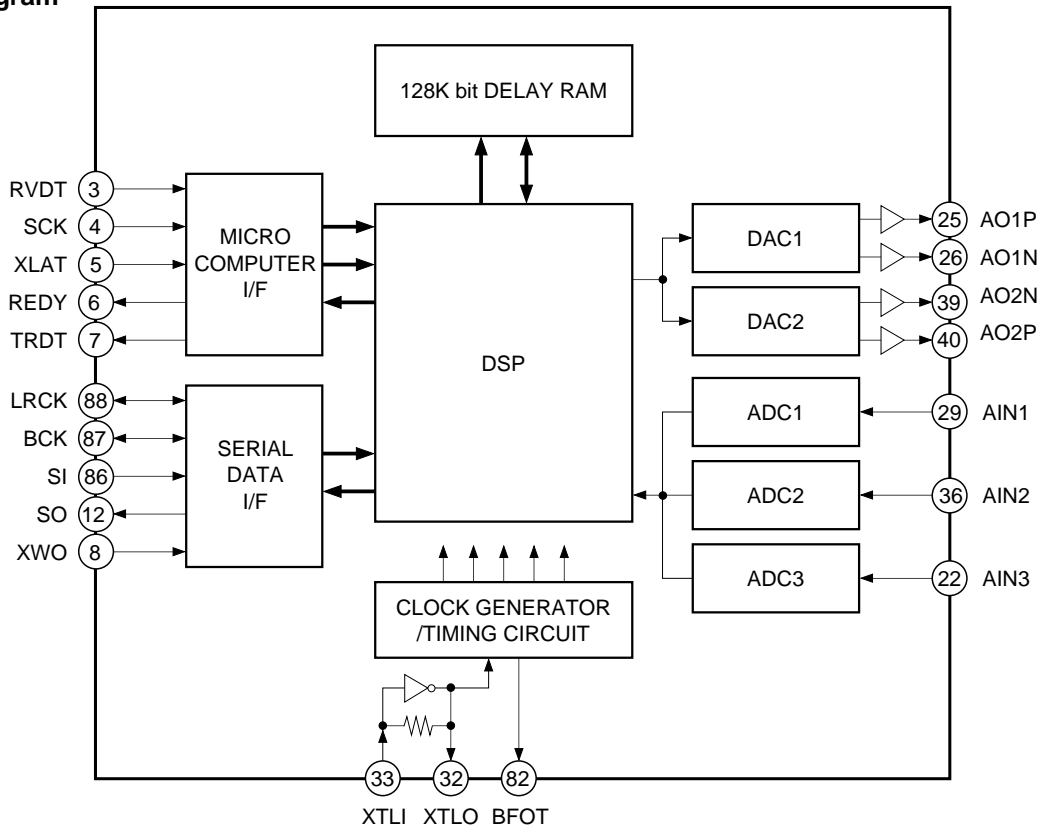 128K bit DELAY RAM
RVDT 3
SCK 4
XLAT 5
REDY 6
TRDT 7
MICRO
COMPUTER
I/F
LRCK 88
BCK 87
SI 86
SO 12
XWO 8
SERIAL
DATA
I/F
DSP
DAC1
DAC2
25 AO1P
26 AO1N
39 AO2N
40 AO2P
ADC1
ADC2
ADC3
29 AIN1
36 AIN2
22 AIN3
CLOCK GENERATOR
/TIMING CIRCUIT
33 32 82
XTLI XTLO BFOT